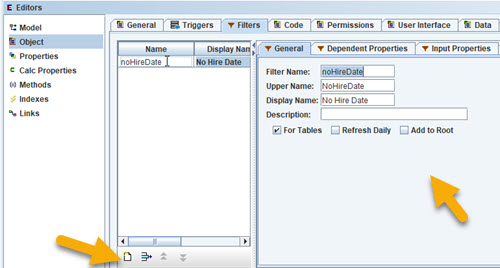 Editors
Model
Object
Properties
Calc Properties
Methods
Indexes
Links
General Triggers Filters Code Permissions User Interface Data
Name Display Nam
noHireDate No Hire Date
General Dependent Properties Input Properties
Filter Name: noHireDate
Upper Name: NoHireDate
Display Name: No Hire Date
Description:
For Tables Refresh Daily Add to Root